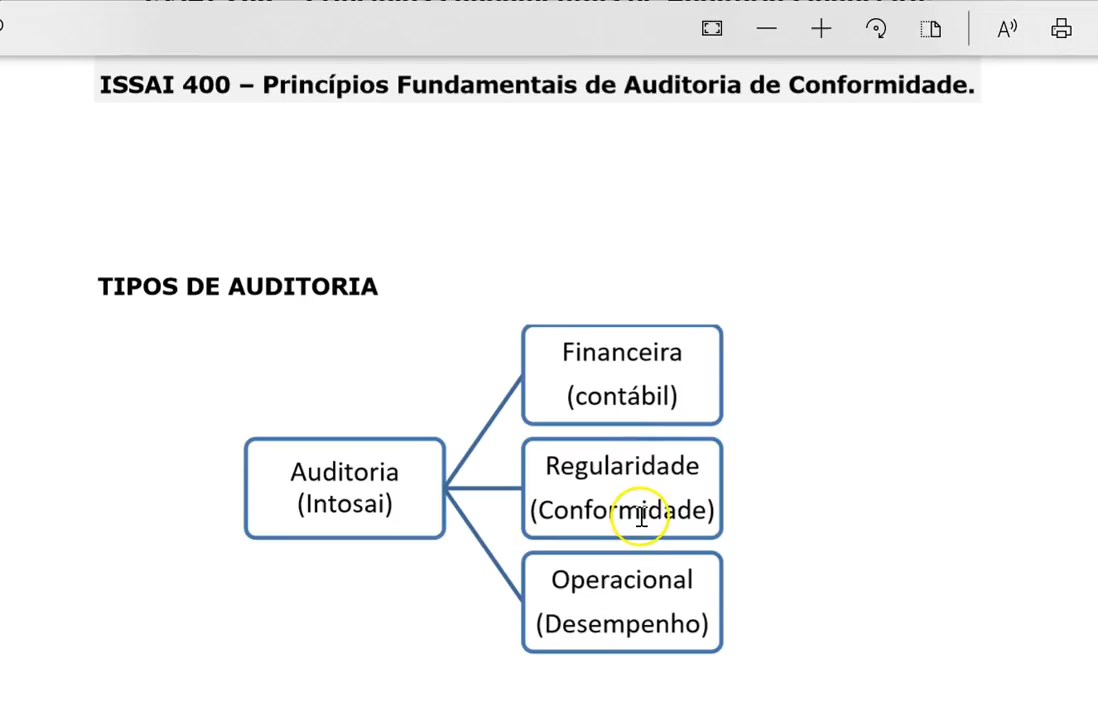 ISSAI 400 – Princípios Fundamentais de Auditoria de Conformidade.
TIPOS DE AUDITORIA
Financeira
(contábil)
Auditoria
(Intosai)
Regularidade
(Conformidade)
Operacional
(Desempenho)